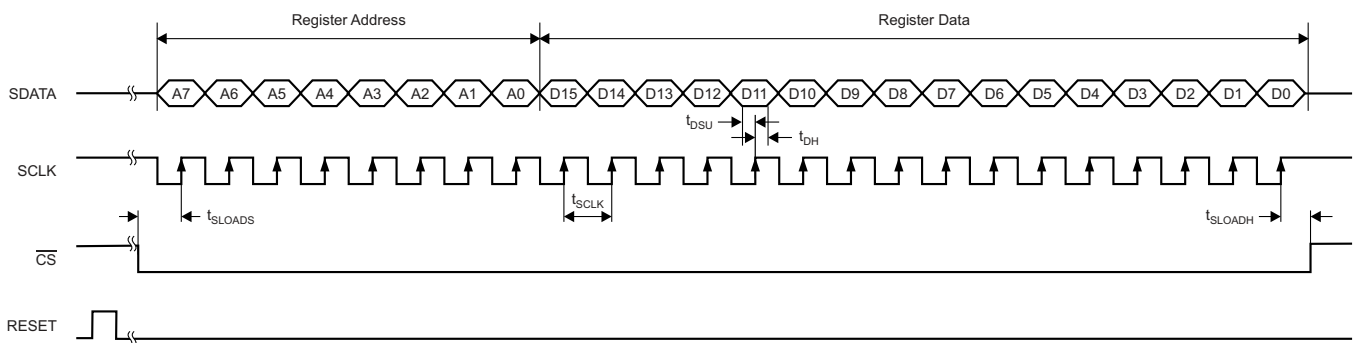 Register Address Register Data
SDATA A7 A6 A5 A4 A3 A2 A1 A0 D15 D14 D13 D12 D11 D10 D9 D8 D7 D6 D5 D4 D3 D2 D1 D0
tDSU
tDH
SCLK
tSLOADS tSCLK tSLOADH
CS
RESET